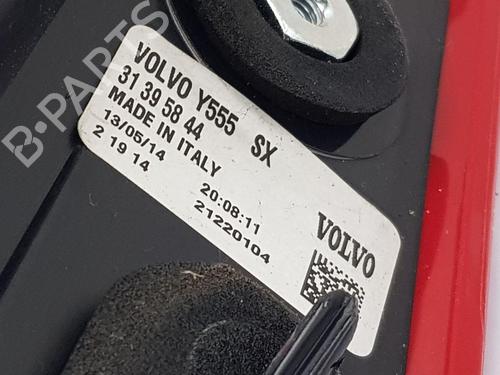 B-PARTS
VOLVO Y555 SX
31 39 58 44
MADE IN ITALY
13/05/14 20:08:11
2 19 14 21220104
VOLVO